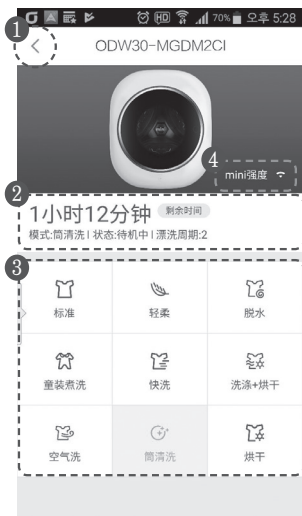 70% 오후 5:28
1
ODW30-MGDM2CI
4
mini强度
2
1小时12分钟 剩余时间
模式:筒清洗 I 状态:待机中 I 漂洗周期:2
3
标准 轻柔 脱水
童装煮洗 快洗 洗涤+烘干
空气洗 筒清洗 烘干